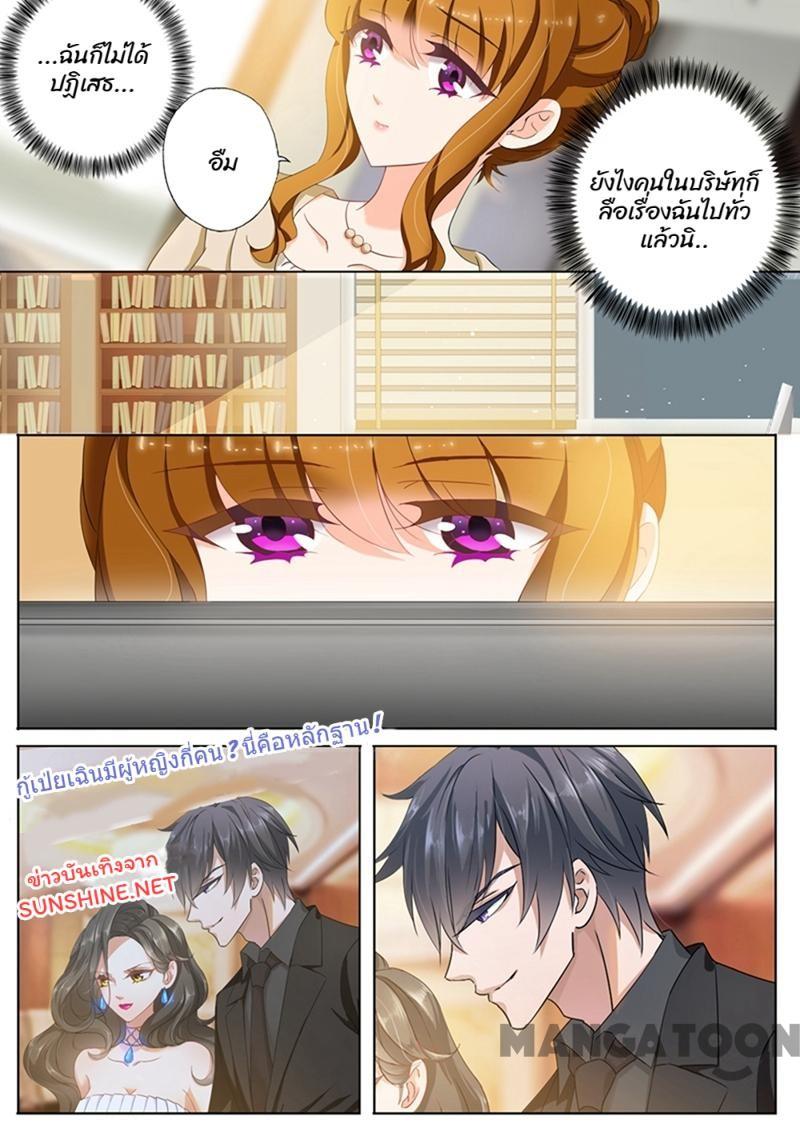 ...ฉันก็ไม่ได้
ปฏิเสธ...
อืม
ยังไงคนในบริษัทก็
ลือเรื่องฉันไปทั่ว
แล้วนิ..
กู้เป่ยเฉินมีผู้หญิงกี่คน?นี่คือหลักฐาน!
ข่าวบันเทิงจาก
SUNSHINE.NET
MANGATOON